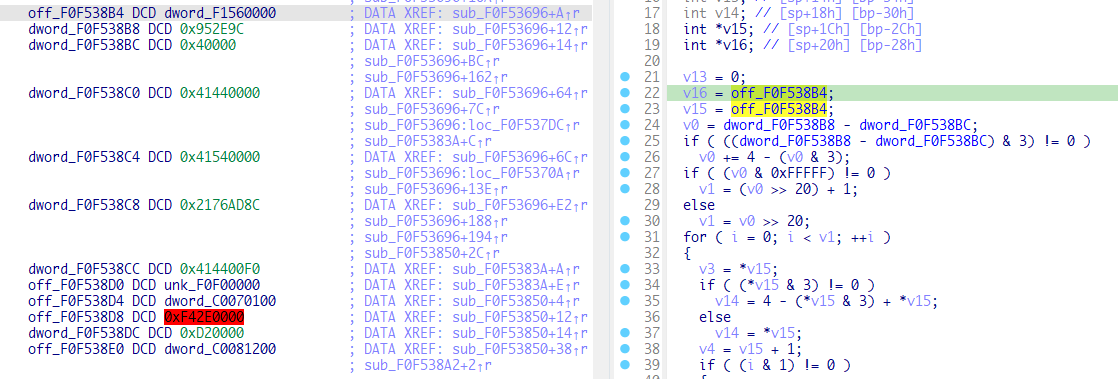 off_F0F538B4 DCD dword_F1560000 ; DATA XREF: sub_F0F53696+A↑r
dword_F0F538B8 DCD 0x952E9C ; DATA XREF: sub_F0F53696+12↑r
dword_F0F538BC DCD 0x40000 ; DATA XREF: sub_F0F53696+14↑r
; sub_F0F53696+BC↑r
; sub_F0F53696+162↑r
dword_F0F538C0 DCD 0x41440000 ; DATA XREF: sub_F0F53696+64↑r
; sub_F0F53696+7C↑r
; sub_F0F53696:loc_F0F537DC↑r
; sub_F0F5383A+C↑r
dword_F0F538C4 DCD 0x41540000 ; DATA XREF: sub_F0F53696+6C↑r
; sub_F0F53696:loc_F0F5370A↑r
; sub_F0F53696+13E↑r
dword_F0F538C8 DCD 0x2176AD8C ; DATA XREF: sub_F0F53696+E2↑r
; sub_F0F53696+188↑r
; sub_F0F53696+194↑r
; sub_F0F53850+2C↑r
dword_F0F538CC DCD 0x414400F0 ; DATA XREF: sub_F0F5383A+A↑r
off_F0F538D0 DCD unk_F0F00000 ; DATA XREF: sub_F0F5383A+E↑r
off_F0F538D4 DCD dword_C0070100 ; DATA XREF: sub_F0F53850+4↑r
off_F0F538D8 DCD 0xF42E0000 ; DATA XREF: sub_F0F53850+12↑r
dword_F0F538DC DCD 0xD20000 ; DATA XREF: sub_F0F53850+14↑r
off_F0F538E0 DCD dword_C0081200 ; DATA XREF: sub_F0F53850+38↑r
; sub_F0F538A2+2↑r
17 int v14; // [sp+18h] [bp-30h]
18 int *v15; // [sp+1Ch] [bp-2Ch]
19 int *v16; // [sp+20h] [bp-28h]
20
21 v13 = 0;
22 v16 = off_F0F538B4;
23 v15 = off_F0F538B4;
24 v0 = dword_F0F538B8 - dword_F0F538BC;
25 if ( ((dword_F0F538B8 - dword_F0F538BC) & 3) != 0 )
26 v0 += 4 - (v0 & 3);
27 if ( (v0 & 0xFFFFF) != 0 )
28 v1 = (v0 >> 20) + 1;
29 else
30 v1 = v0 >> 20;
31 for ( i = 0; i < v1; ++i )
32 {
33 v3 = *v15;
34 if ( (*v15 & 3) != 0 )
35 v14 = 4 - (*v15 & 3) + *v15;
36 else
37 v14 = *v15;
38 v4 = v15 + 1;
39 if ( (i & 1) != 0 )